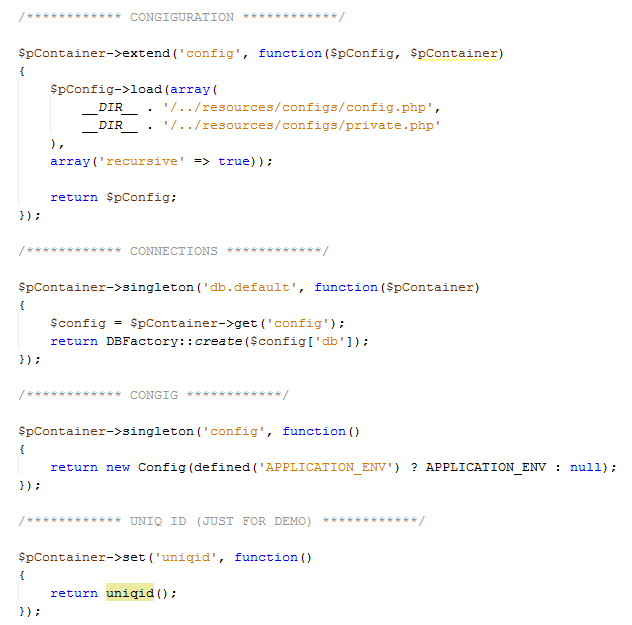 /************ CONGIGURATION ************/
$pContainer->extend('config', function($pConfig, $pContainer)
{
    $pConfig->load(array(
        __DIR__ . '/../resources/configs/config.php',
        __DIR__ . '/../resources/configs/private.php'
    ),
    array('recursive' => true));
    return $pConfig;
});
/************ CONNECTIONS ************/
$pContainer->singleton('db.default', function($pContainer)
{
    $config = $pContainer->get('config');
    return DBFactory::create($config['db']);
});
/************ CONGIG ************/
$pContainer->singleton('config', function()
{
    return new Config(defined('APPLICATION_ENV') ? APPLICATION_ENV : null);
});
/************ UNIQ ID (JUST FOR DEMO) ************/
$pContainer->set('uniqid', function()
{
    return uniqid();
});